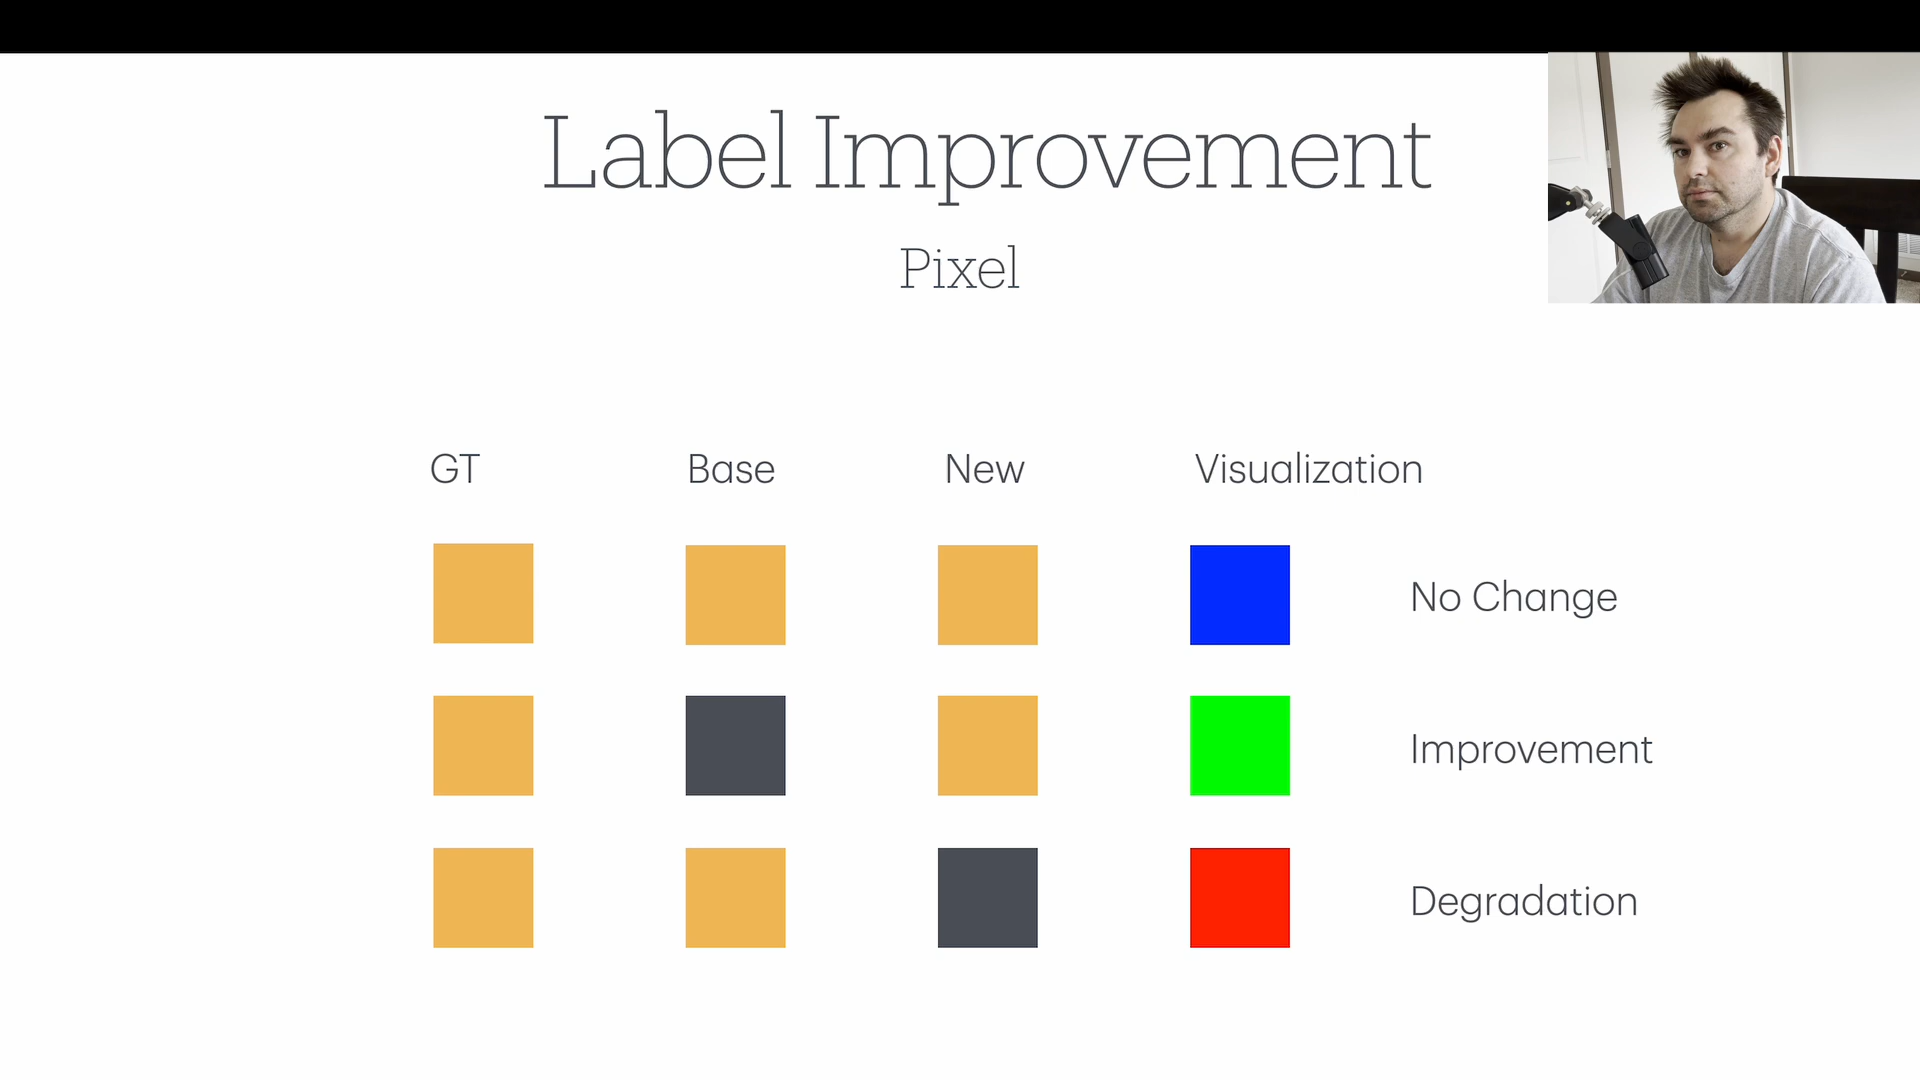 Label Improvement
Pixel
GT Base New Visualization
No Change
Improvement
Degradation